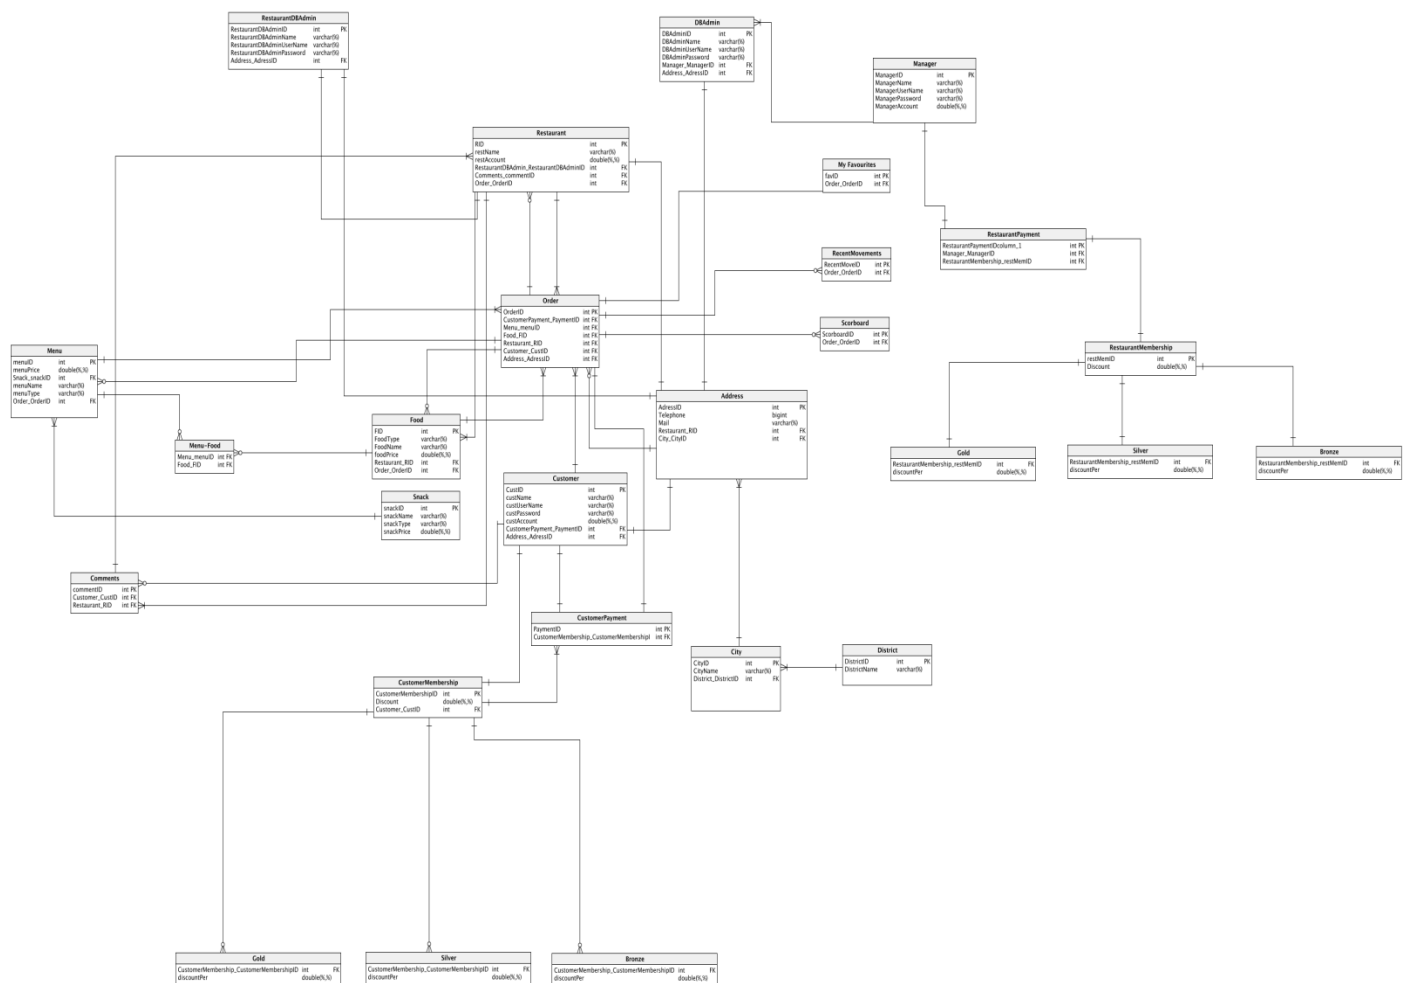 RestaurantDBAdmin
RestaurantDBAdminID int PK
RestaurantDBAdminName varchar(%)
RestaurantDBAdminUserName varchar(%)
RestaurantDBAdminPassword varchar(%)
Address_AdressID int FK
DBAdmin
DBAdminID int PK
DBAdminName varchar(%)
DBAdminUserName varchar(%)
DBAdminPassword varchar(%)
Manager_ManagerID int FK
Address_AdressID int FK
Manager
ManagerID int PK
ManagerName varchar(%)
ManagerUserName varchar(%)
ManagerPassword varchar(%)
ManagerAccount double(%,%)
Restaurant
RID int PK
restName varchar(%)
restAccount double(%,%)
RestaurantDBAdmin_RestaurantDBAdminID int FK
Comments_commentID int FK
Order_OrderID int FK
My Favourites
favID int PK
Order_OrderID int FK
RestaurantPayment
RestaurantPaymentIDcolumn_1 int PK
Manager_ManagerID int FK
RestaurantMembership_restMemID int FK
RecentMovements
RecentMoveID int PK
Order_OrderID int FK
Order
OrderID int PK
CustomerPayment_PaymentID int FK
Menu_menuID int FK
Food_FID int FK
Restaurant_RID int FK
Customer_CustID int FK
Address_AdressID int FK
Scorboard
ScorboardID int PK
Order_OrderID int FK
Menu
menuID int PK
menuPrice double(%,%)
Snack_snackID int FK
menuName varchar(%)
menuType varchar(%)
Order_OrderID int FK
RestaurantMembership
restMemID int PK
Discount double(%,%)
Address
AdressID int PK
Telephone bigint
Mail varchar(%)
Restaurant_RID int FK
City_CityID int FK
Food
FID int PK
FoodType varchar(%)
FoodName varchar(%)
foodPrice double(%,%)
Restaurant_RID int FK
Order_OrderID int FK
Menu-Food
Menu_menuID int FK
Food_FID int FK
Gold
RestaurantMembership_restMemID int FK
discountPer double(%,%)
Silver
RestaurantMembership_restMemID int FK
discountPer double(%,%)
Bronze
RestaurantMembership_restMemID int FK
discountPer double(%,%)
Customer
CustID int PK
custName varchar(%)
custUserName varchar(%)
custPassword varchar(%)
custAccount double(%,%)
CustomerPayment_PaymentID int FK
Address_AdressID int FK
Snack
snackID int PK
snackName varchar(%)
snackType varchar(%)
snackPrice double(%,%)
Comments
commentID int PK
Customer_CustID int FK
Restaurant_RID int FK
CustomerPayment
PaymentID int PK
CustomerMembership_CustomerMembershipI int FK
City
CityID int PK
CityName varchar(%)
District_DistrictID int FK
District
DistrictID int PK
DistrictName varchar(%)
CustomerMembership
CustomerMembershipID int PK
Discount double(%,%)
Customer_CustID int FK
Gold
CustomerMembership_CustomerMembershipID int FK
discountPer double(%,%)
Silver
CustomerMembership_CustomerMembershipID int FK
discountPer double(%,%)
Bronze
CustomerMembership_CustomerMembershipID int FK
discountPer double(%,%)